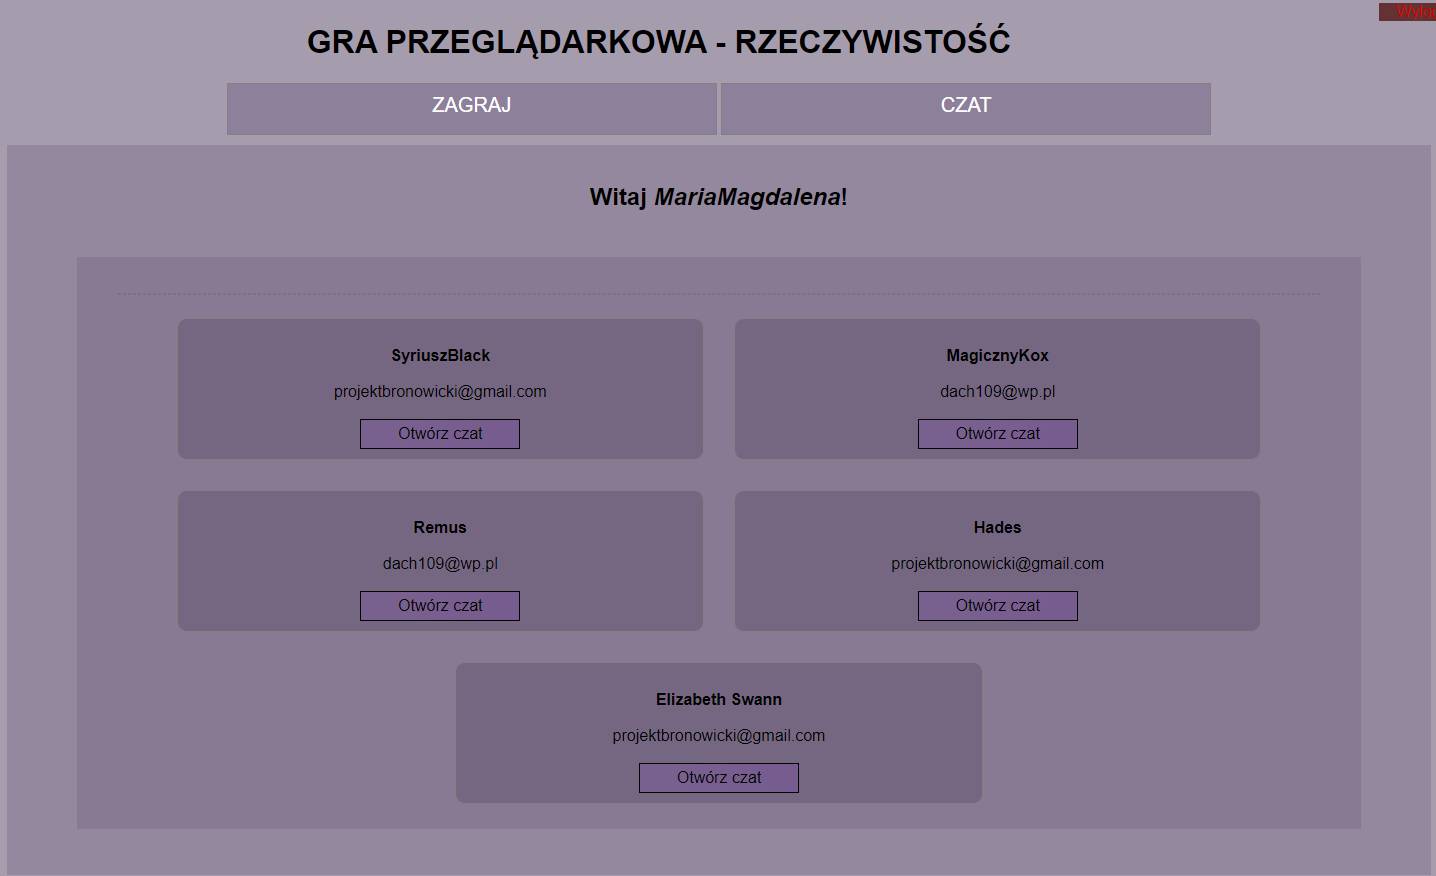 GRA PRZEGLĄDARKOWA - RZECZYWISTOŚĆ
ZAGRAJ
CZAT
Witaj MariaMagdalena!
SyriuszBlack
projektbronowicki@gmail.com
Otwórz czat
MagicznyKox
dach109@wp.pl
Otwórz czat
Remus
dach109@wp.pl
Otwórz czat
Hades
projektbronowicki@gmail.com
Otwórz czat
Elizabeth Swann
projektbronowicki@gmail.com
Otwórz czat